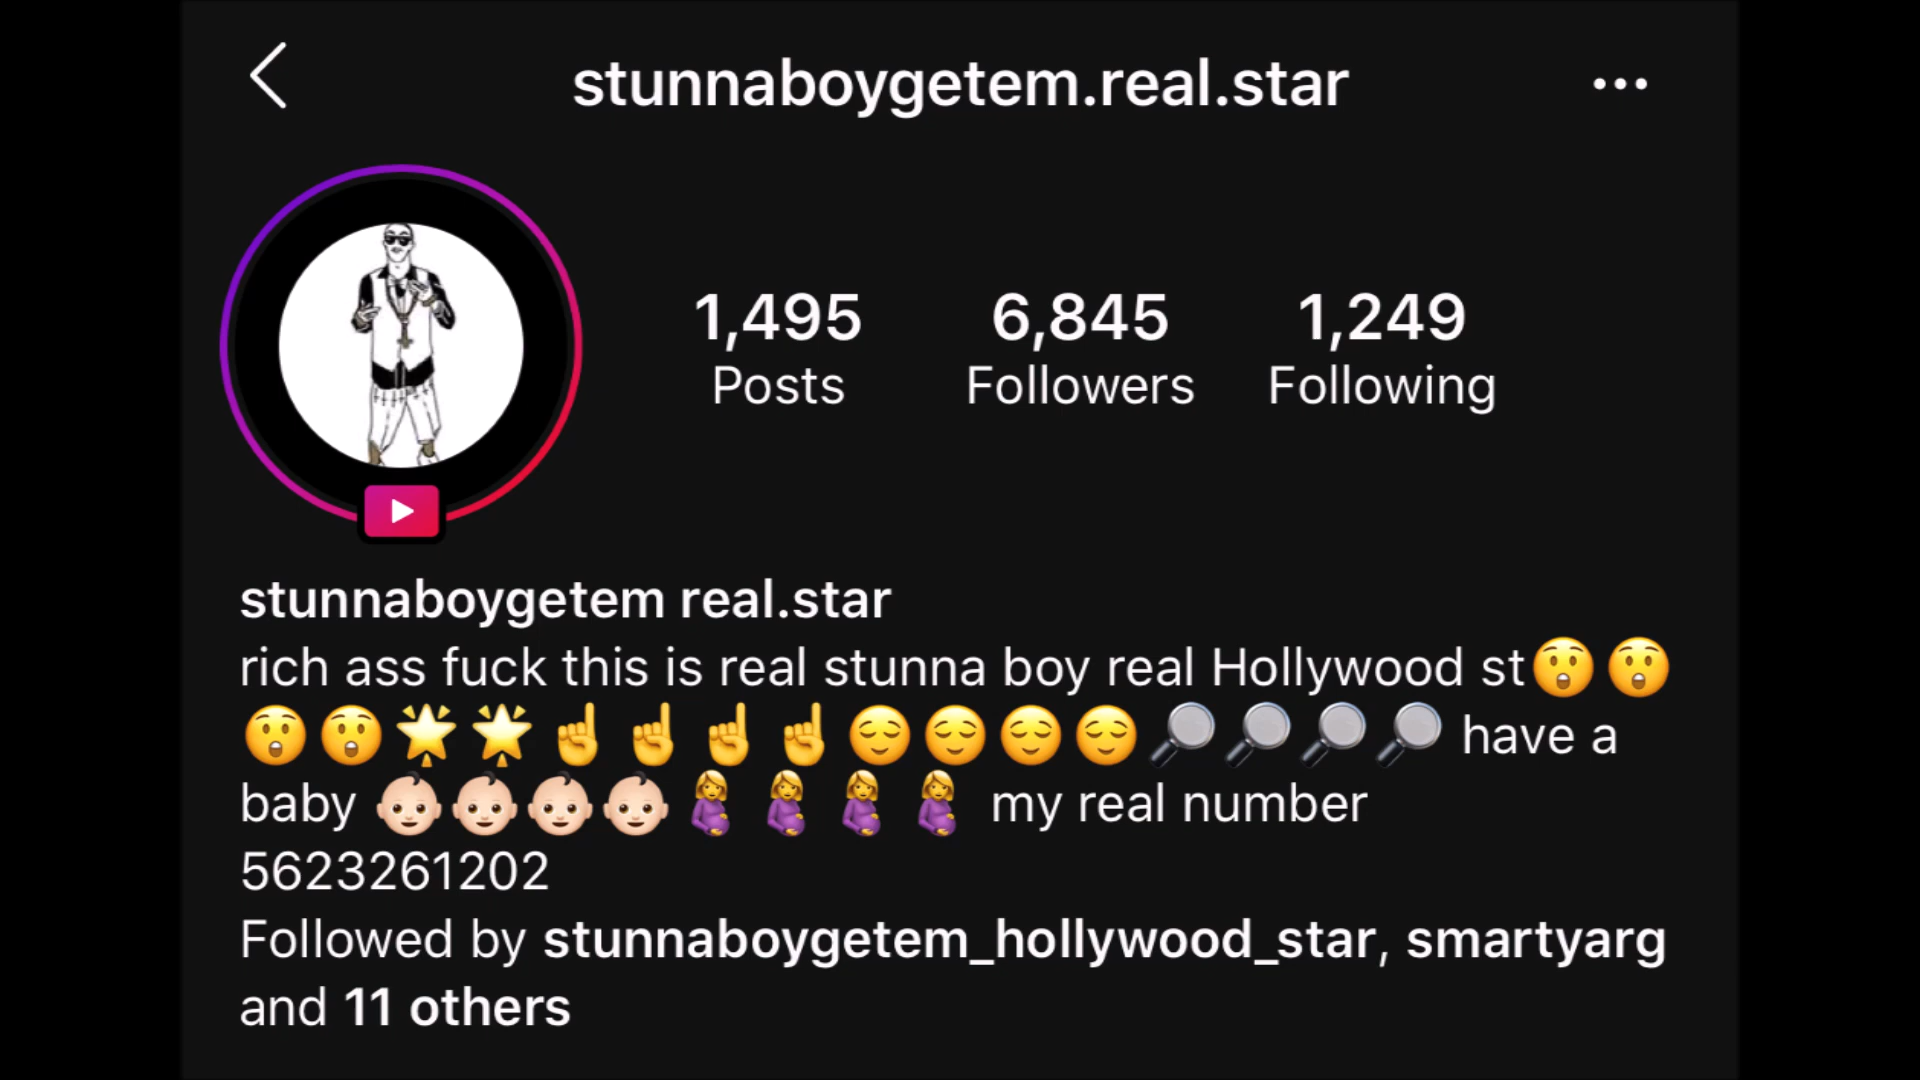 stunnaboygetem.real.star
1,495 6,845 1,249
Posts Followers Following
stunnaboygetem real.star
rich ass fuck this is real stunna boy real Hollywood st😲😲
😲😲🌟🌟☝️☝️☝️☝️😌😌😌😌🔎🔎🔎🔎 have a
baby 👶🏻👶🏻👶🏻👶🏻🤰🤰🤰🤰 my real number
5623261202
Followed by stunnaboygetem_hollywood_star, smartyarg
and 11 others